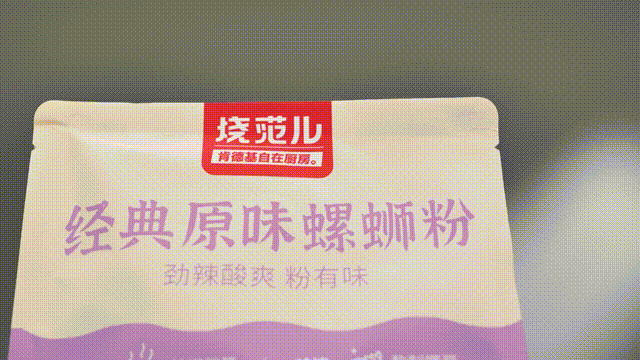 烧范儿
肯德基自在厨房。
经典原味螺蛳粉
劲辣酸爽 粉有味